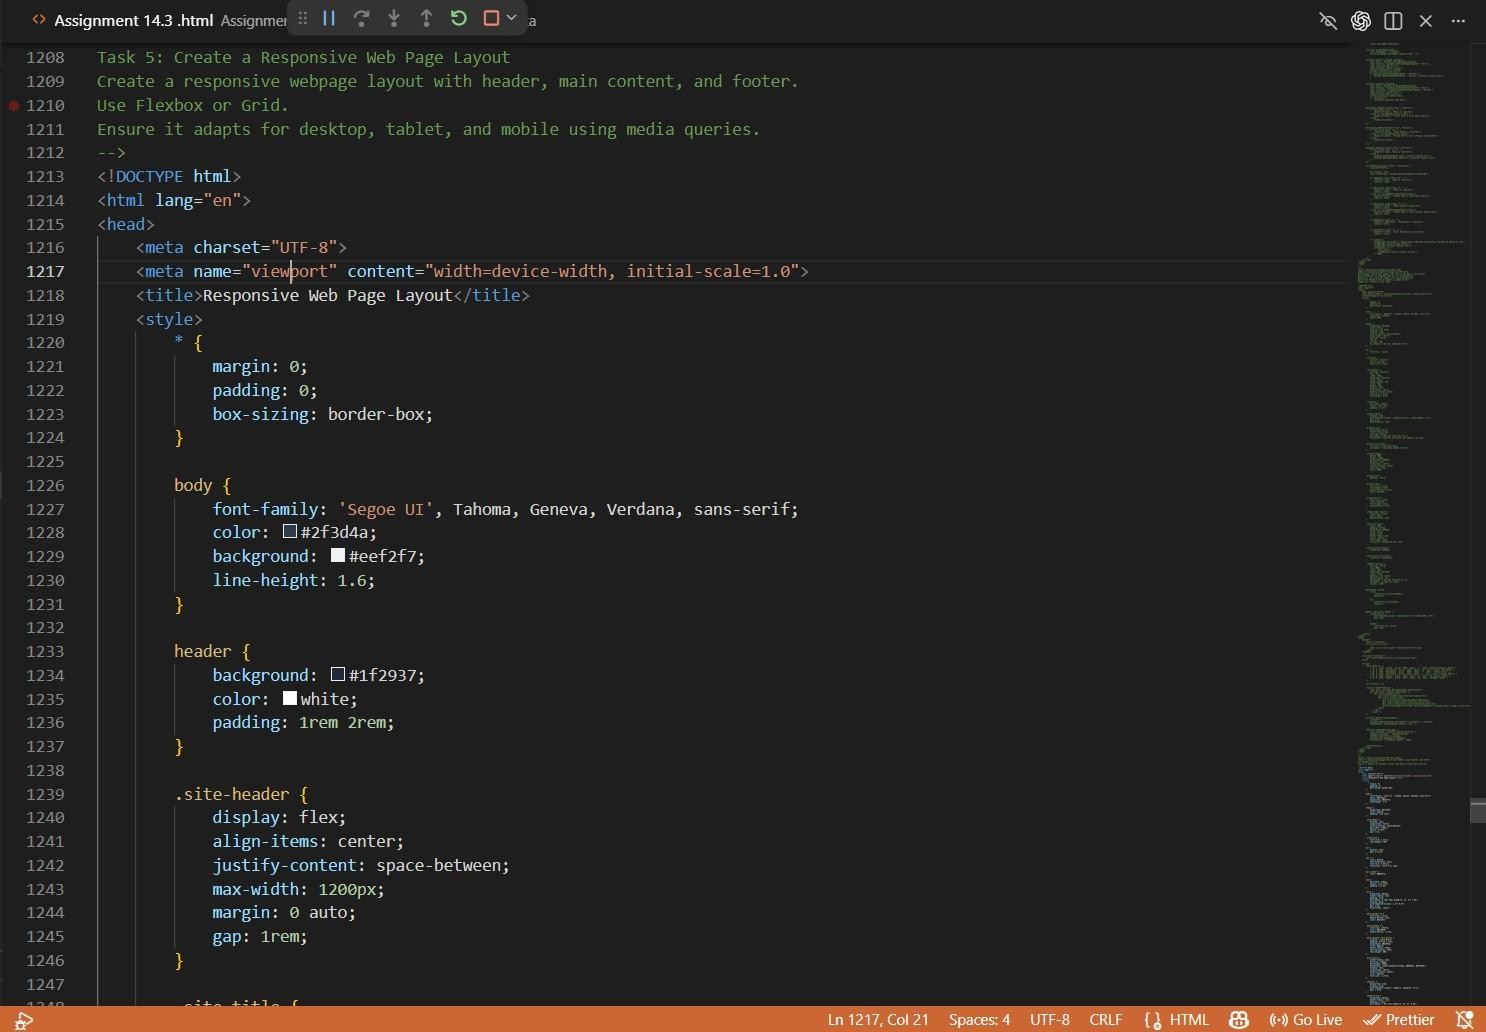 Assignment 14.3 .html Assignmen ta
1208 Task 5: Create a Responsive Web Page Layout
1209 Create a responsive webpage layout with header, main content, and footer.
1210 Use Flexbox or Grid.
1211 Ensure it adapts for desktop, tablet, and mobile using media queries.
1212 -->
1213 <!DOCTYPE html>
1214 <html lang="en">
1215 <head>
1216     <meta charset="UTF-8">
1217     <meta name="viewport" content="width=device-width, initial-scale=1.0">
1218     <title>Responsive Web Page Layout</title>
1219     <style>
1220         * {
1221             margin: 0;
1222             padding: 0;
1223             box-sizing: border-box;
1224         }
1225
1226         body {
1227             font-family: 'Segoe UI', Tahoma, Geneva, Verdana, sans-serif;
1228             color: #2f3d4a;
1229             background: #eef2f7;
1230             line-height: 1.6;
1231         }
1232
1233         header {
1234             background: #1f2937;
1235             color: white;
1236             padding: 1rem 2rem;
1237         }
1238
1239         .site-header {
1240             display: flex;
1241             align-items: center;
1242             justify-content: space-between;
1243             max-width: 1200px;
1244             margin: 0 auto;
1245             gap: 1rem;
1246         }
1247
1248         .site-title {
Ln 1217, Col 21 Spaces: 4 UTF-8 CRLF {} HTML Go Live Prettier